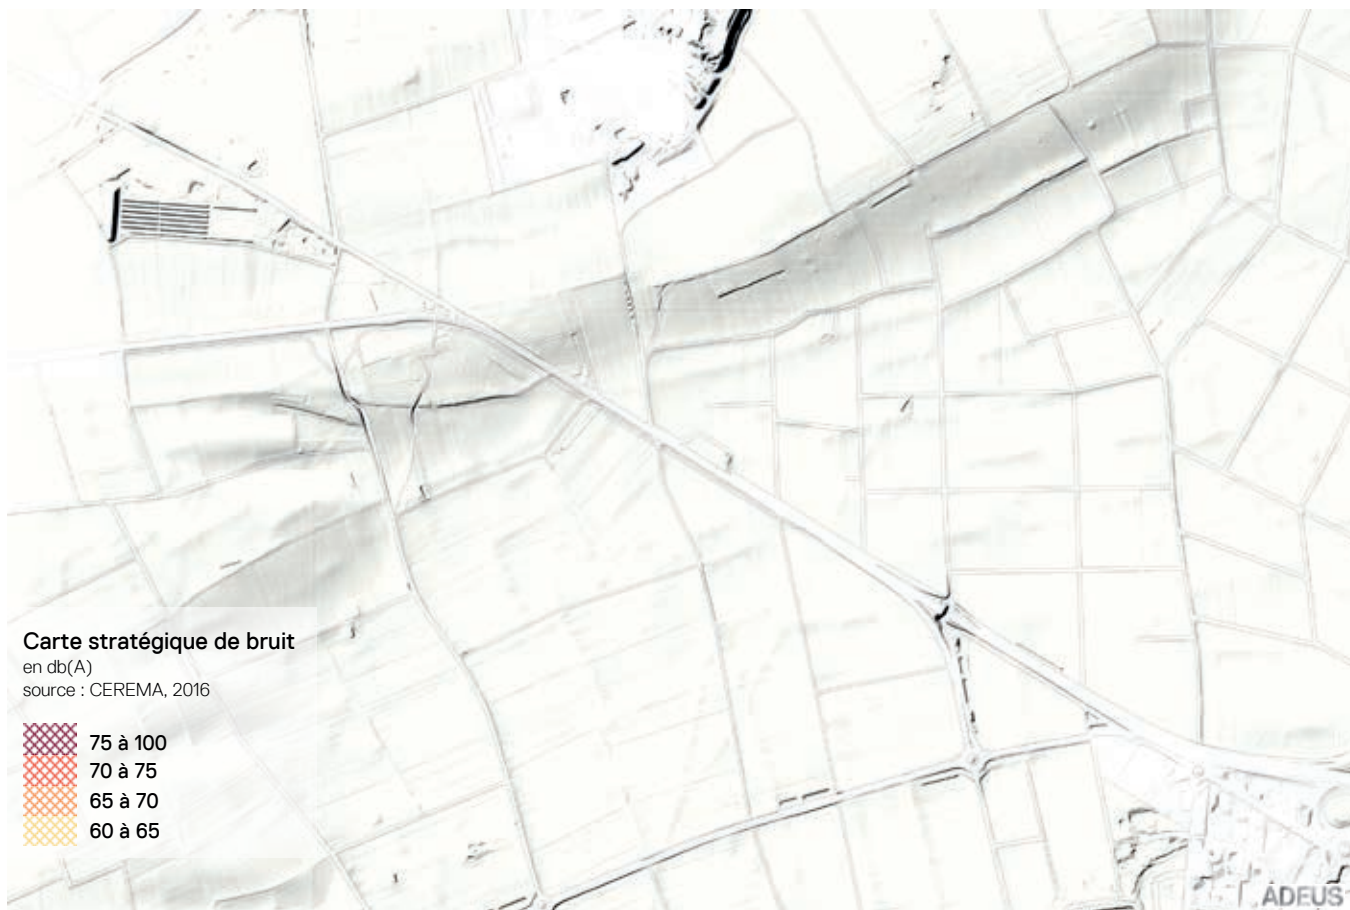 Carte stratégique de bruit
en db(A)
source : CEREMA, 2016
75 à 100
70 à 75
65 à 70
60 à 65
ADEUS